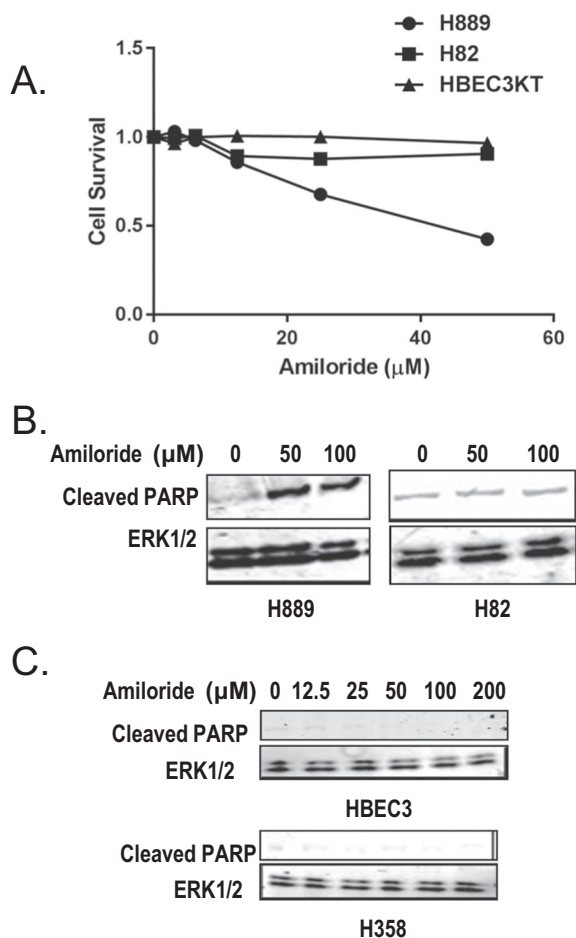 A.
H889
H82
HBEC3KT
1.5
1.0
0.5
0.0
Cell Survival
0 20 40 60
Amiloride (μM)
B.
Amiloride (μM) 0 50 100 0 50 100
Cleaved PARP
ERK1/2
H889 H82
C.
Amiloride (μM) 0 12.5 25 50 100 200
Cleaved PARP
ERK1/2
HBEC3
Cleaved PARP
ERK1/2
H358